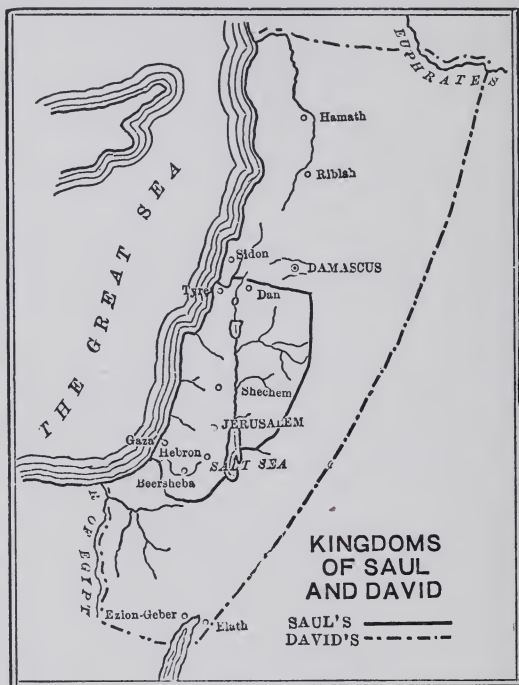 EUPHRATES
Hamath
Riblah
THE GREAT SEA
Sidon
DAMASCUS
Tyre
Dan
Shechem
JERUSALEM
Gaza
Hebron
SALT SEA
Beersheba
R. OF EGIPT
Ezion-Geber
Elath
KINGDOMS
OF SAUL
AND DAVID
SAUL'S
DAVID'S